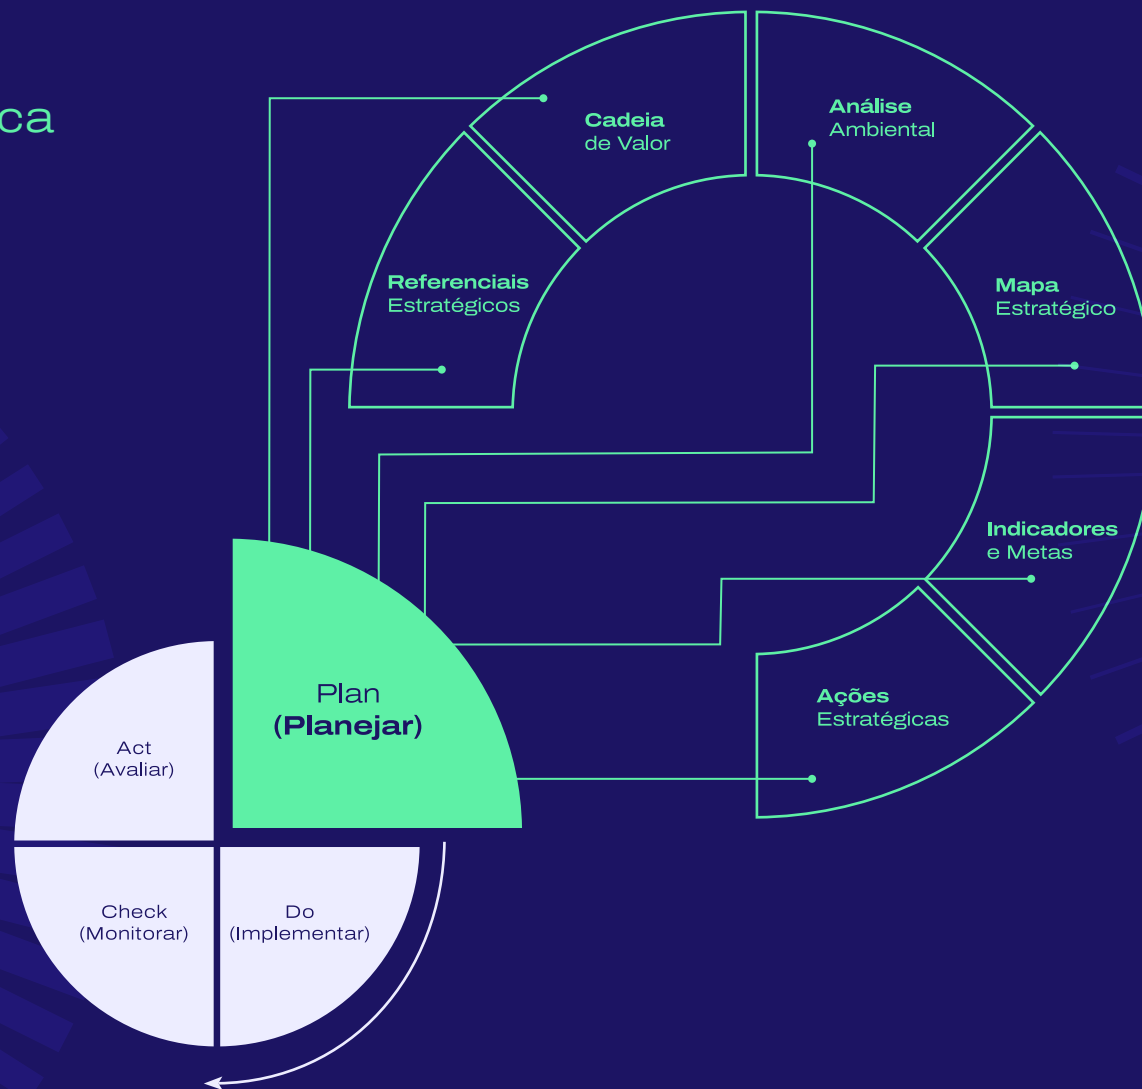 ca
Cadeia
de Valor
Análise
Ambiental
Referenciais
Estratégicos
Mapa
Estratégico
Indicadores
e Metas
Ações
Estratégicas
Plan
(Planejar)
Act
(Avaliar)
Check
(Monitorar)
Do
(Implementar)